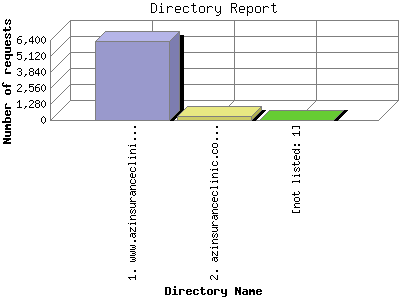 Directory Report
Number of requests
6,400
5,120
3,840
2,560
1,280
0
1. www.azinsuranceclini...
2. azinsuranceclinic.co...
[not listed: 1]
Directory Name